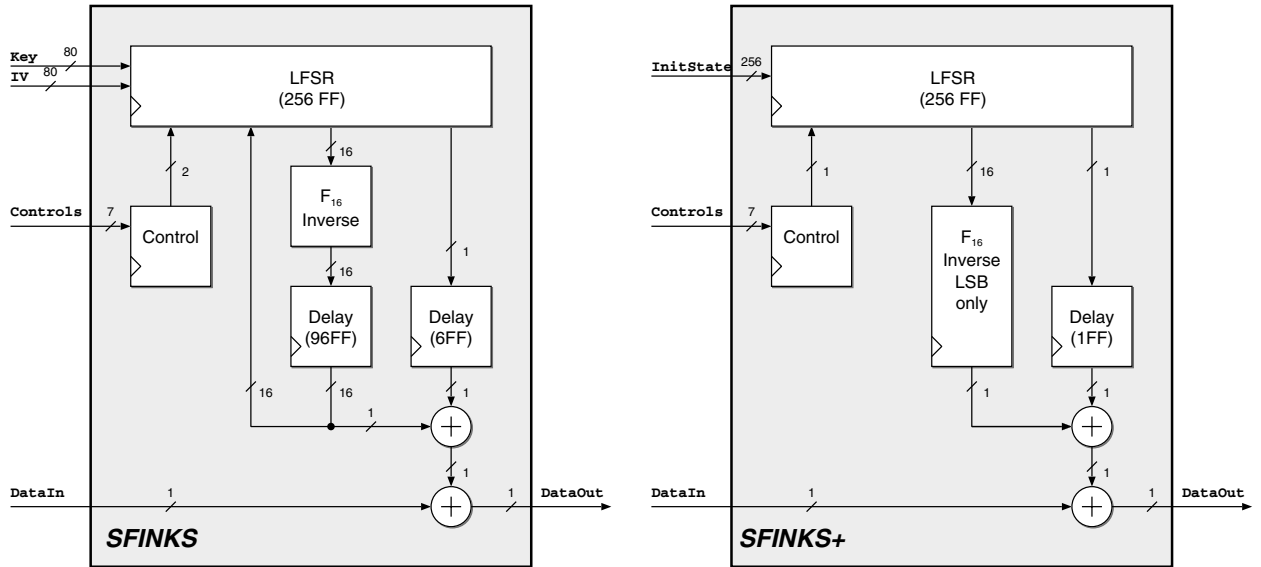 Key
80
IV
80
LFSR
(256 FF)
16
2
F16
Inverse
Controls
7
Control
1
16
Delay
(96FF)
Delay
(6FF)
16
16
1
1
+
1
DataIn
1
+
1
DataOut
SFINKS
InitState
256
LFSR
(256 FF)
1
16
1
Controls
7
Control
F16
Inverse
LSB
only
Delay
(1FF)
1
1
+
1
DataIn
1
+
1
DataOut
SFINKS+